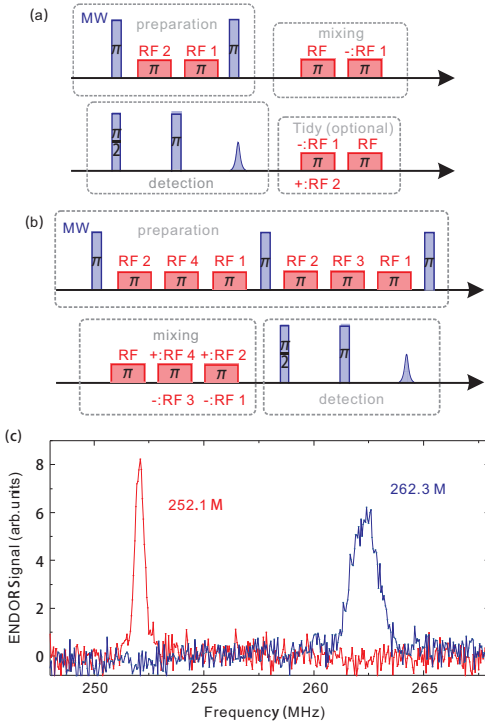 (a)
MW
preparation
mixing
RF 2 RF 1
RF -:RF 1
π π π π π π
Tidy (optional)
-:RF 1 RF
π/2 π π π
+:RF 2
detection
(b)
MW
preparation
RF 2 RF 4 RF 1 RF 2 RF 3 RF 1
π π π π π π π π π
mixing
RF +:RF 4 +:RF 2
π π π π/2 π
-:RF 3 -:RF 1
detection
(c)
8
252.1 M
262.3 M
6
4
2
0
ENDOR Signal (arb.units)
250 255 260 265
Frequency (MHz)